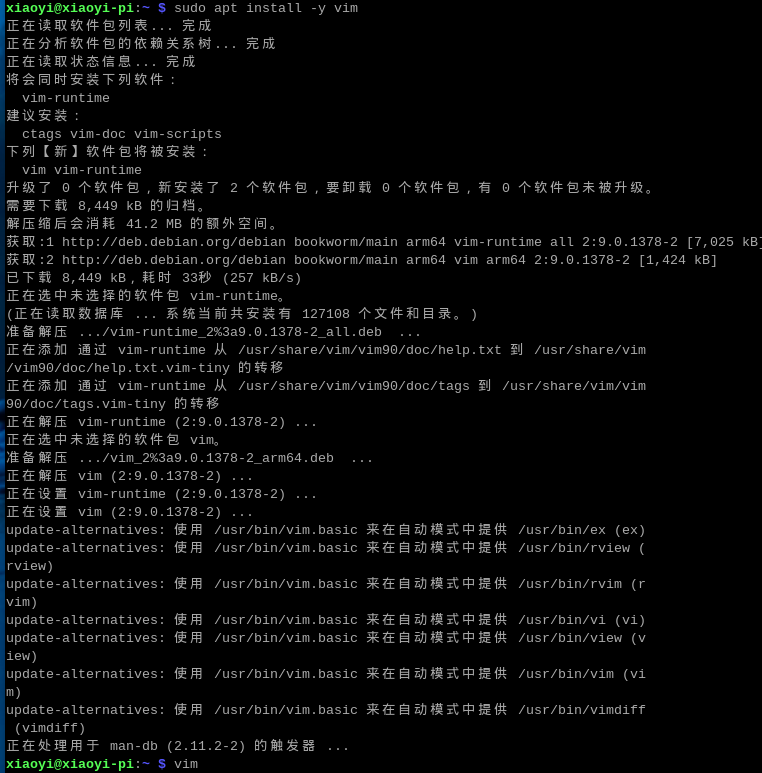 xiaoyi@xiaoyi-pi:~ $ sudo apt install -y vim
正在读取软件包列表... 完成
正在分析软件包的依赖关系树... 完成
正在读取状态信息... 完成
将会同时安装下列软件：
  vim-runtime
建议安装：
  ctags vim-doc vim-scripts
下列【新】软件包将被安装：
  vim vim-runtime
升级了 0 个软件包，新安装了 2 个软件包，要卸载 0 个软件包，有 0 个软件包未被升级。
需要下载 8,449 kB 的归档。
解压缩后会消耗 41.2 MB 的额外空间。
获取:1 http://deb.debian.org/debian bookworm/main arm64 vim-runtime all 2:9.0.1378-2 [7,025 kB]
获取:2 http://deb.debian.org/debian bookworm/main arm64 vim arm64 2:9.0.1378-2 [1,424 kB]
已下载 8,449 kB，耗时 33秒 (257 kB/s)
正在选中未选择的软件包 vim-runtime。
(正在读取数据库 ... 系统当前共安装有 127108 个文件和目录。)
准备解压 .../vim-runtime_2%3a9.0.1378-2_all.deb  ...
正在添加 通过 vim-runtime 从 /usr/share/vim/vim90/doc/help.txt 到 /usr/share/vim
/vim90/doc/help.txt.vim-tiny 的转移
正在添加 通过 vim-runtime 从 /usr/share/vim/vim90/doc/tags 到 /usr/share/vim/vim
90/doc/tags.vim-tiny 的转移
正在解压 vim-runtime (2:9.0.1378-2) ...
正在选中未选择的软件包 vim。
准备解压 .../vim_2%3a9.0.1378-2_arm64.deb  ...
正在解压 vim (2:9.0.1378-2) ...
正在设置 vim-runtime (2:9.0.1378-2) ...
正在设置 vim (2:9.0.1378-2) ...
update-alternatives: 使用 /usr/bin/vim.basic 来在自动模式中提供 /usr/bin/ex (ex)
update-alternatives: 使用 /usr/bin/vim.basic 来在自动模式中提供 /usr/bin/rview (
rview)
update-alternatives: 使用 /usr/bin/vim.basic 来在自动模式中提供 /usr/bin/rvim (r
vim)
update-alternatives: 使用 /usr/bin/vim.basic 来在自动模式中提供 /usr/bin/vi (vi)
update-alternatives: 使用 /usr/bin/vim.basic 来在自动模式中提供 /usr/bin/view (v
iew)
update-alternatives: 使用 /usr/bin/vim.basic 来在自动模式中提供 /usr/bin/vim (vi
m)
update-alternatives: 使用 /usr/bin/vim.basic 来在自动模式中提供 /usr/bin/vimdiff
 (vimdiff)
正在处理用于 man-db (2.11.2-2) 的触发器 ...
xiaoyi@xiaoyi-pi:~ $ vim